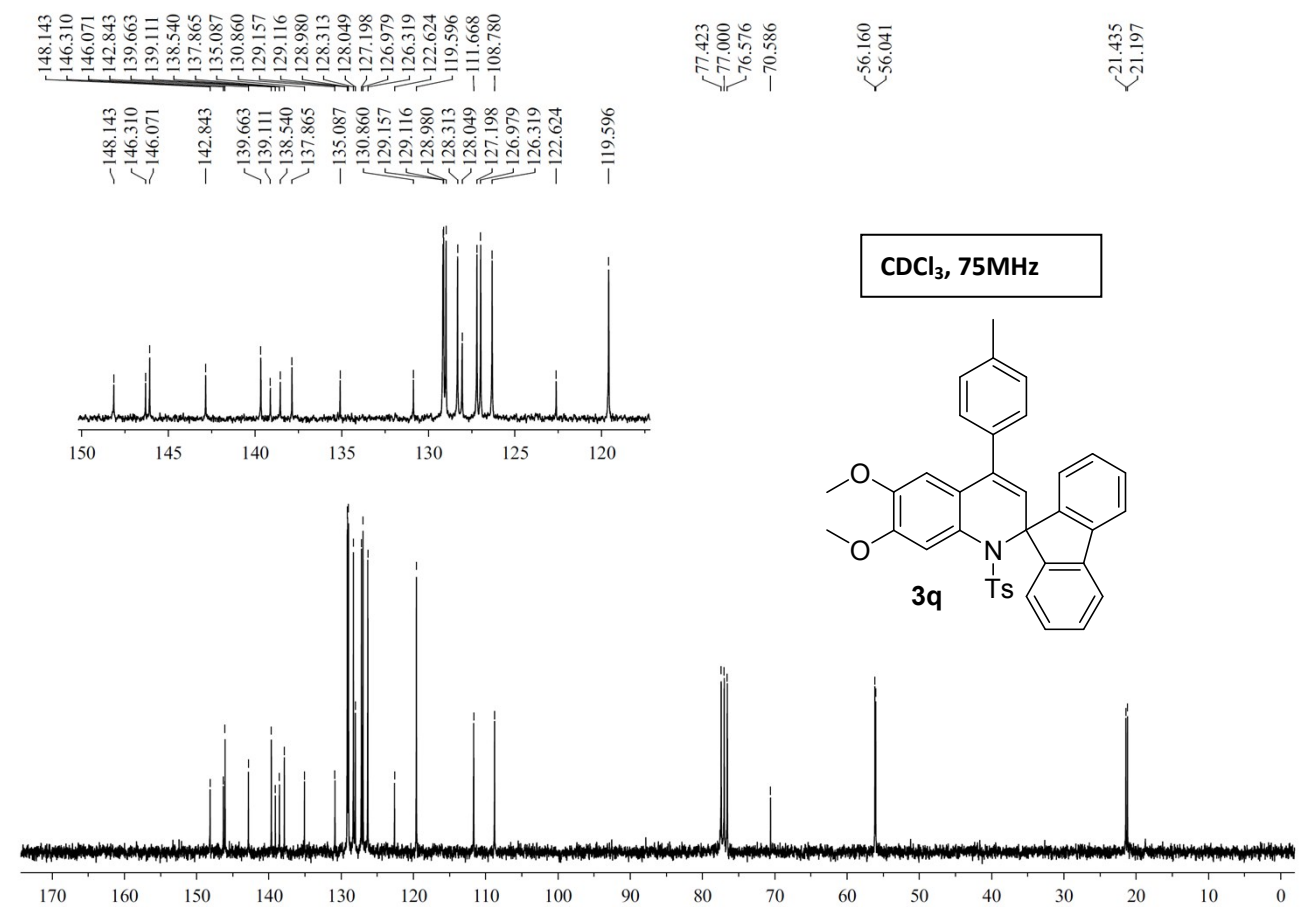 148.143 146.310 146.071 142.843 139.663 139.111 138.540 137.865 135.087 130.860 129.157 129.116 128.980 128.313 128.049 127.198 126.979 126.319 122.624 119.596 111.668 108.780
77.423 77.000 76.576 70.586
56.160 56.041
21.435 21.197
148.143 146.310 146.071 142.843 139.663 139.111 138.540 137.865 135.087 130.860 129.157 129.116 128.980 128.313 128.049 127.198 126.979 126.319 122.624 119.596
150 145 140 135 130 125 120
CDCl₃, 75MHz
O
O
N
Ts
3q
170 160 150 140 130 120 110 100 90 80 70 60 50 40 30 20 10 0